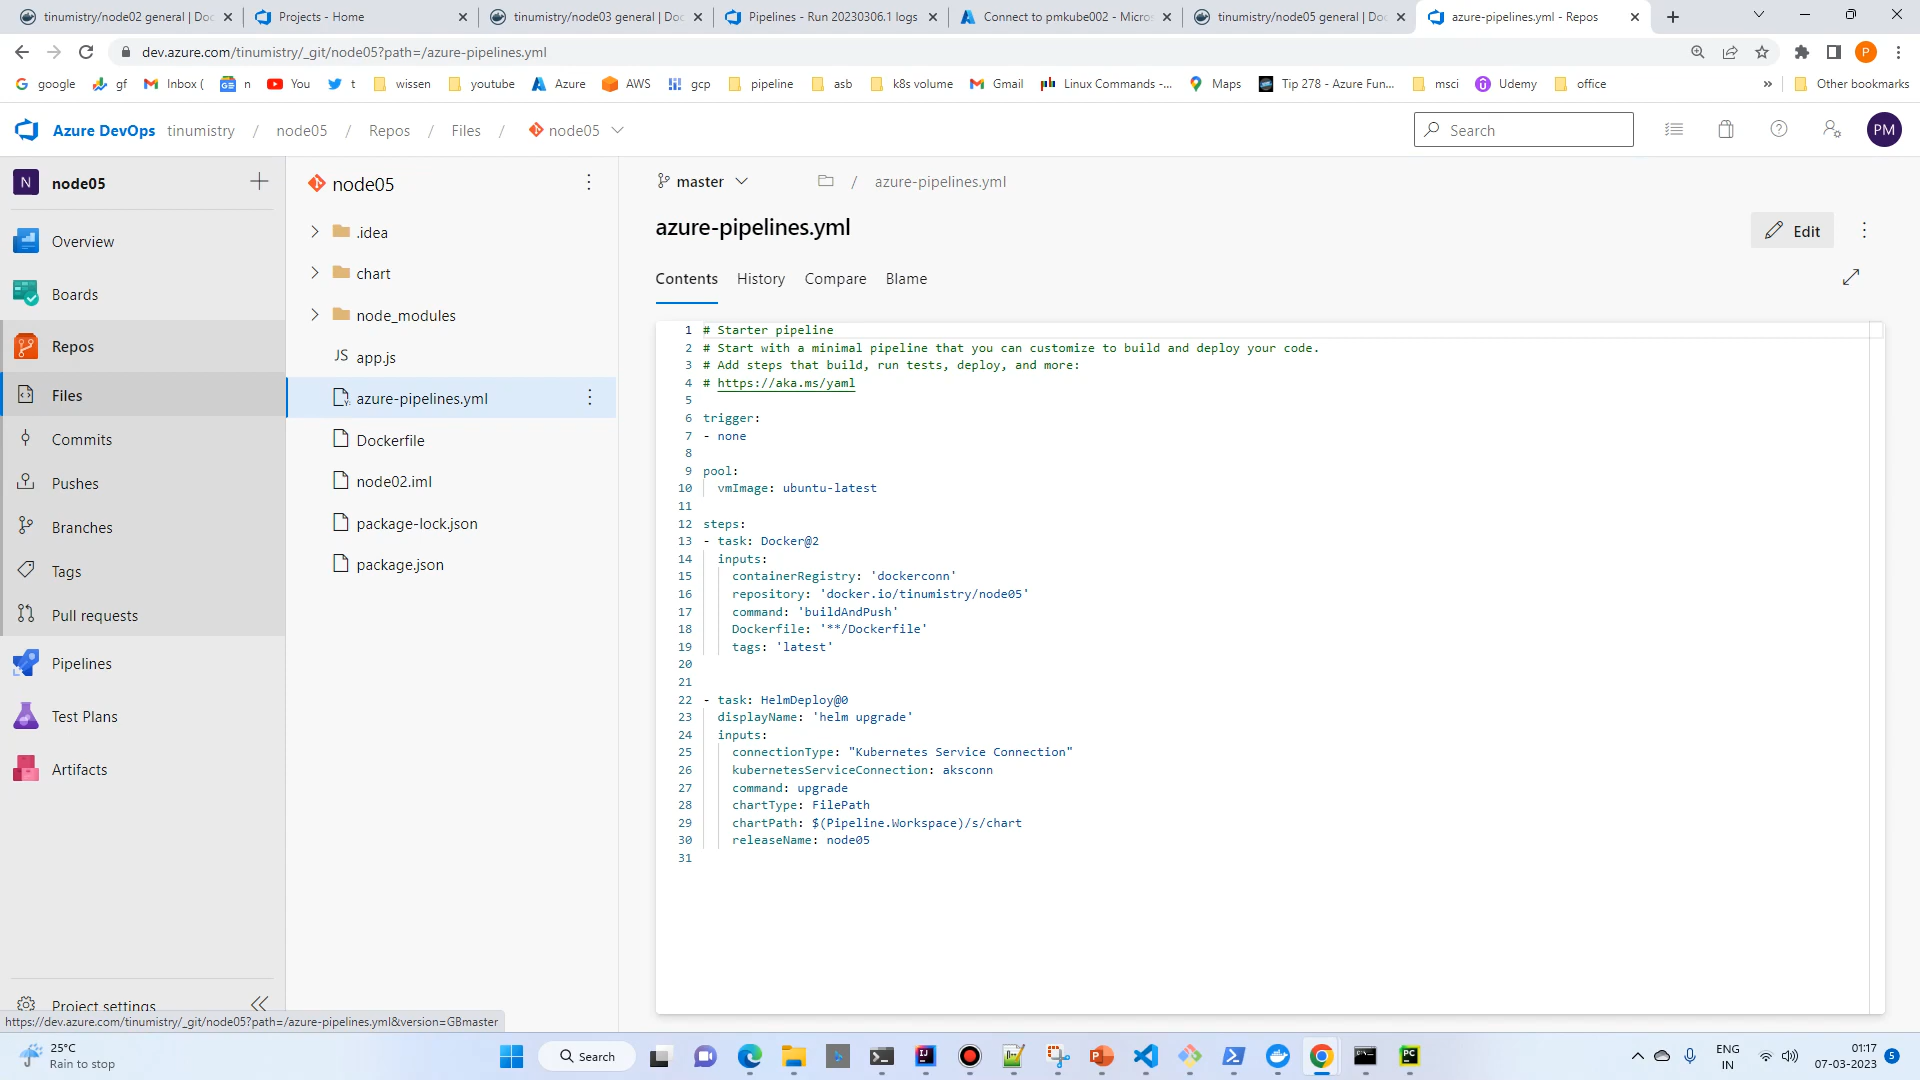 tinumistry/node02 general | Doc
Projects - Home
tinumistry/node03 general | Doc
Pipelines - Run 20230306.1 logs
Connect to pmkube002 - Micros
tinumistry/node05 general | Doc
azure-pipelines.yml - Repos
dev.azure.com/tinumistry/_git/node05?path=/azure-pipelines.yml
P
google
gf
Inbox (
n
You
t
wissen
youtube
Azure
AWS
gcp
pipeline
asb
k8s volume
Gmail
Linux Commands -...
Maps
Tip 278 - Azure Fun...
msci
Udemy
office
»
Other bookmarks
Azure DevOps
tinumistry / node05 / Repos / Files / node05
Search
PM
N node05
Overview
Boards
Repos
Files
Commits
Pushes
Branches
Tags
Pull requests
Pipelines
Test Plans
Artifacts
Project settings
https://dev.azure.com/tinumistry/_git/node05?path=/azure-pipelines.yml&version=GBmaster
node05
.idea
chart
node_modules
JS app.js
azure-pipelines.yml
Dockerfile
node02.iml
package-lock.json
package.json
master
/ azure-pipelines.yml
azure-pipelines.yml
Edit
Contents
History
Compare
Blame
1 # Starter pipeline
2 # Start with a minimal pipeline that you can customize to build and deploy your code.
3 # Add steps that build, run tests, deploy, and more:
4 # https://aka.ms/yaml
5
6 trigger:
7 - none
8
9 pool:
10 vmImage: ubuntu-latest
11
12 steps:
13 - task: Docker@2
14 inputs:
15 containerRegistry: 'dockerconn'
16 repository: 'docker.io/tinumistry/node05'
17 command: 'buildAndPush'
18 Dockerfile: '**/Dockerfile'
19 tags: 'latest'
20
21
22 - task: HelmDeploy@0
23 displayName: 'helm upgrade'
24 inputs:
25 connectionType: "Kubernetes Service Connection"
26 kubernetesServiceConnection: aksconn
27 command: upgrade
28 chartType: FilePath
29 chartPath: $(Pipeline.Workspace)/s/chart
30 releaseName: node05
31
25°C
Rain to stop
Search
ENG
IN
01:17
07-03-2023
5